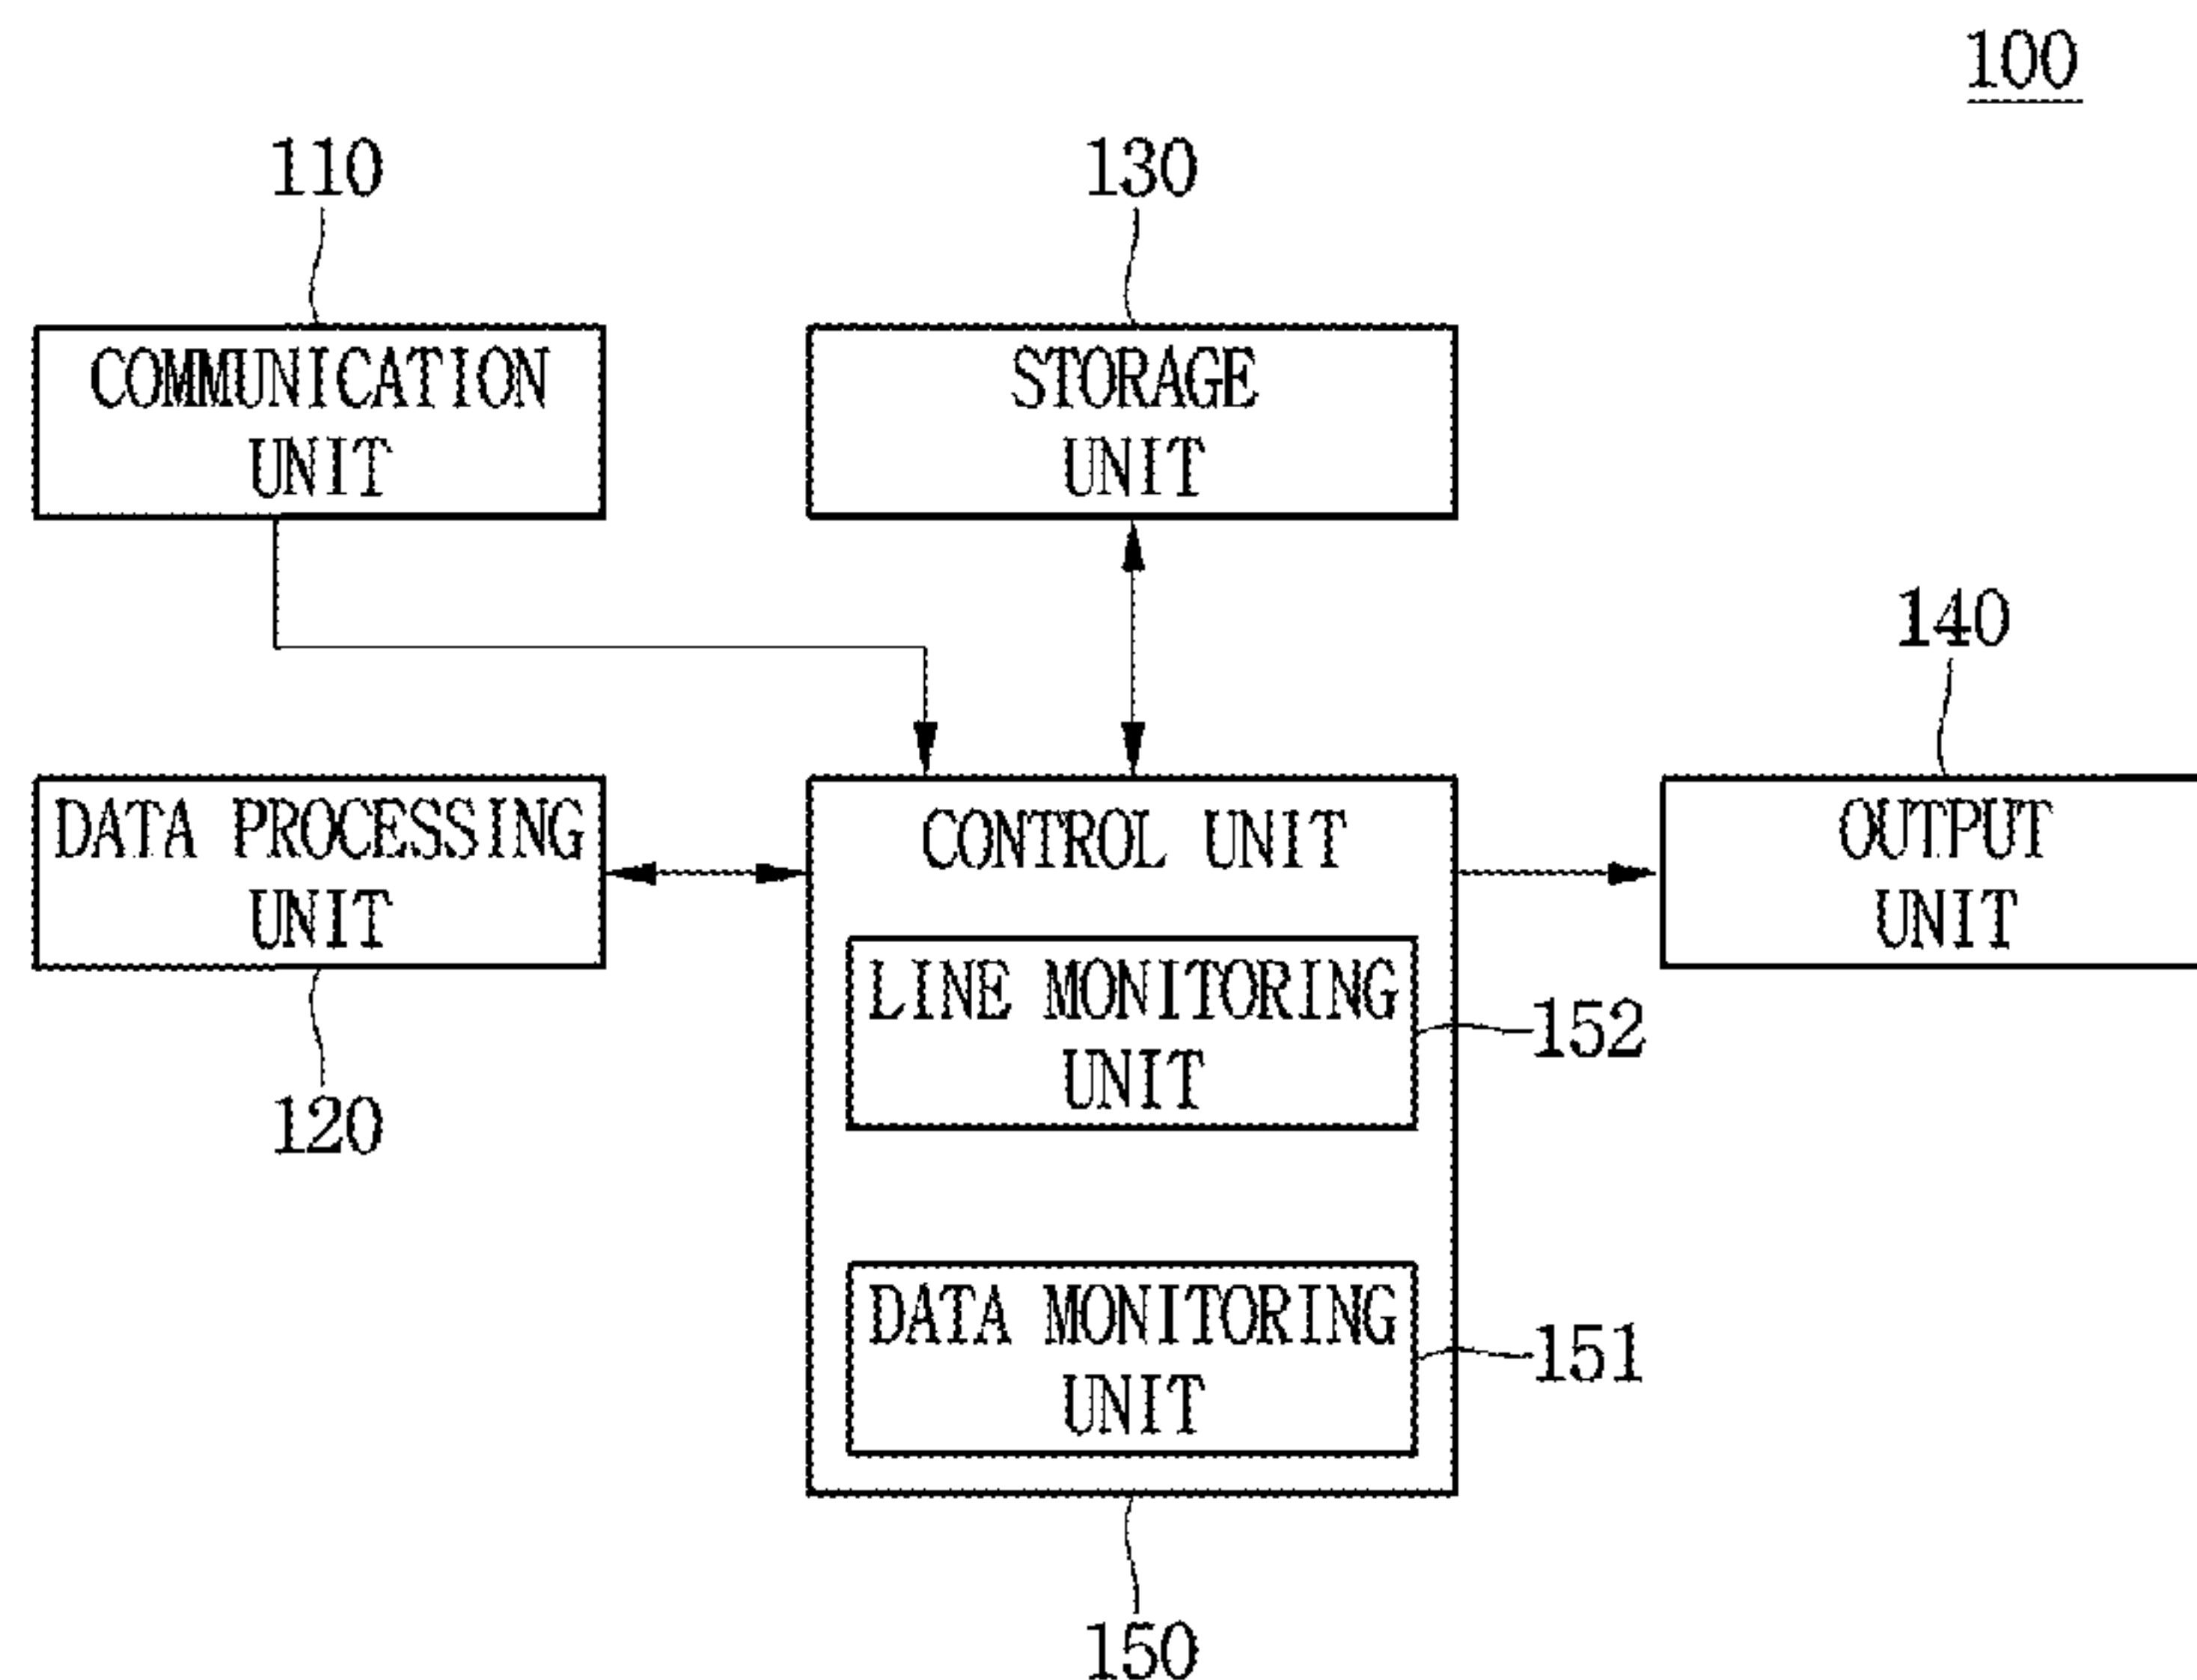 100
110
130
COMMUNICATION
UNIT
STORAGE
UNIT
140
DATA PROCESSING
UNIT
CONTROL UNIT
OUTPUT
UNIT
LINE MONITORING
UNIT
152
120
DATA MONITORING
UNIT
151
150